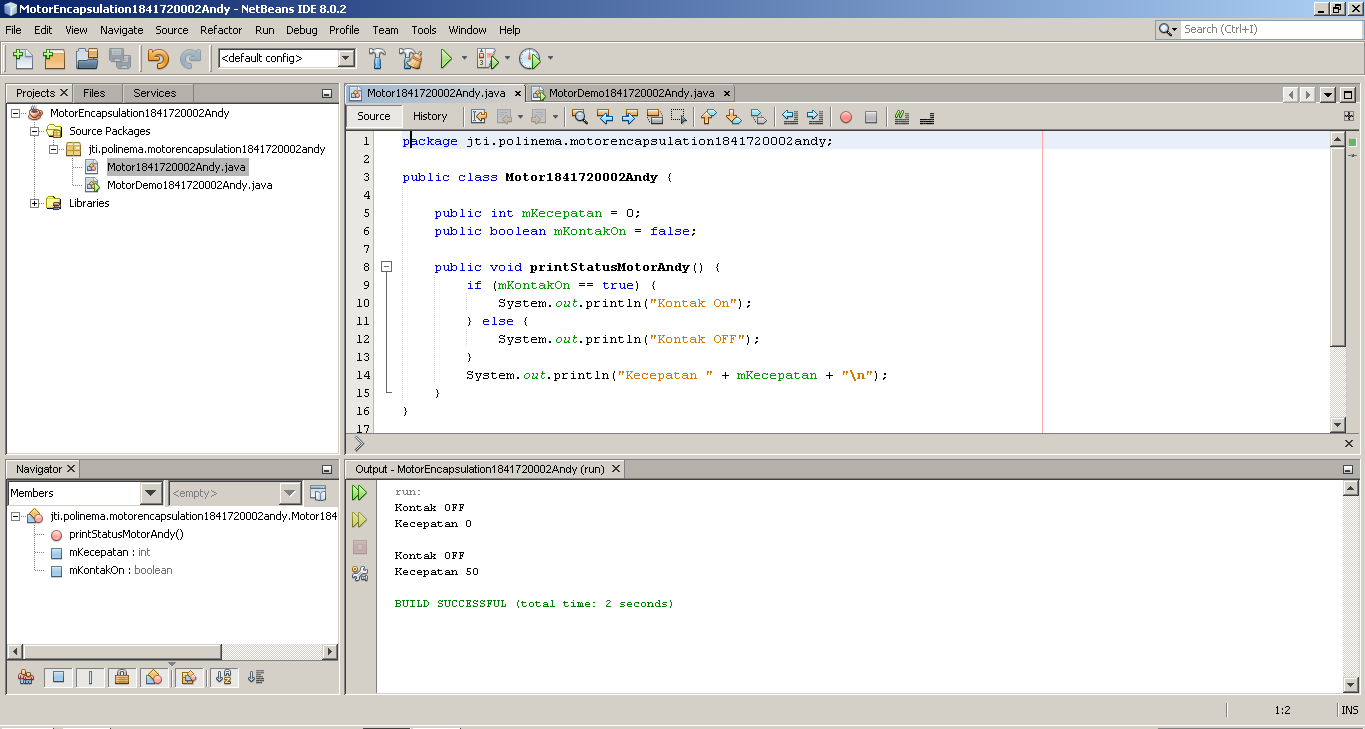 MotorEncapsulation1841720002Andy - NetBeans IDE 8.0.2
File Edit View Navigate Source Refactor Run Debug Profile Team Tools Window Help
Search (Ctrl+I)
<default config>
Projects Files Services
MotorEncapsulation1841720002Andy
Source Packages
jti.polinema.motorencapsulation1841720002andy
Motor1841720002Andy.java
MotorDemo1841720002Andy.java
Libraries
Motor1841720002Andy.java MotorDemo1841720002Andy.java
Source History
1 package jti.polinema.motorencapsulation1841720002andy;
2
3 public class Motor1841720002Andy {
4
5 public int mKecepatan = 0;
6 public boolean mKontakOn = false;
7
8 public void printStatusMotorAndy() {
9 if (mKontakOn == true) {
10 System.out.println("Kontak On");
11 } else {
12 System.out.println("Kontak OFF");
13 }
14 System.out.println("Kecepatan " + mKecepatan + "\n");
15 }
16 }
17
Navigator
Members <empty>
jti.polinema.motorencapsulation1841720002andy.Motor184
printStatusMotorAndy()
mKecepatan : int
mKontakOn : boolean
Output - MotorEncapsulation1841720002Andy (run)
run:
Kontak OFF
Kecepatan 0
Kontak OFF
Kecepatan 50
BUILD SUCCESSFUL (total time: 2 seconds)
1:2 INS